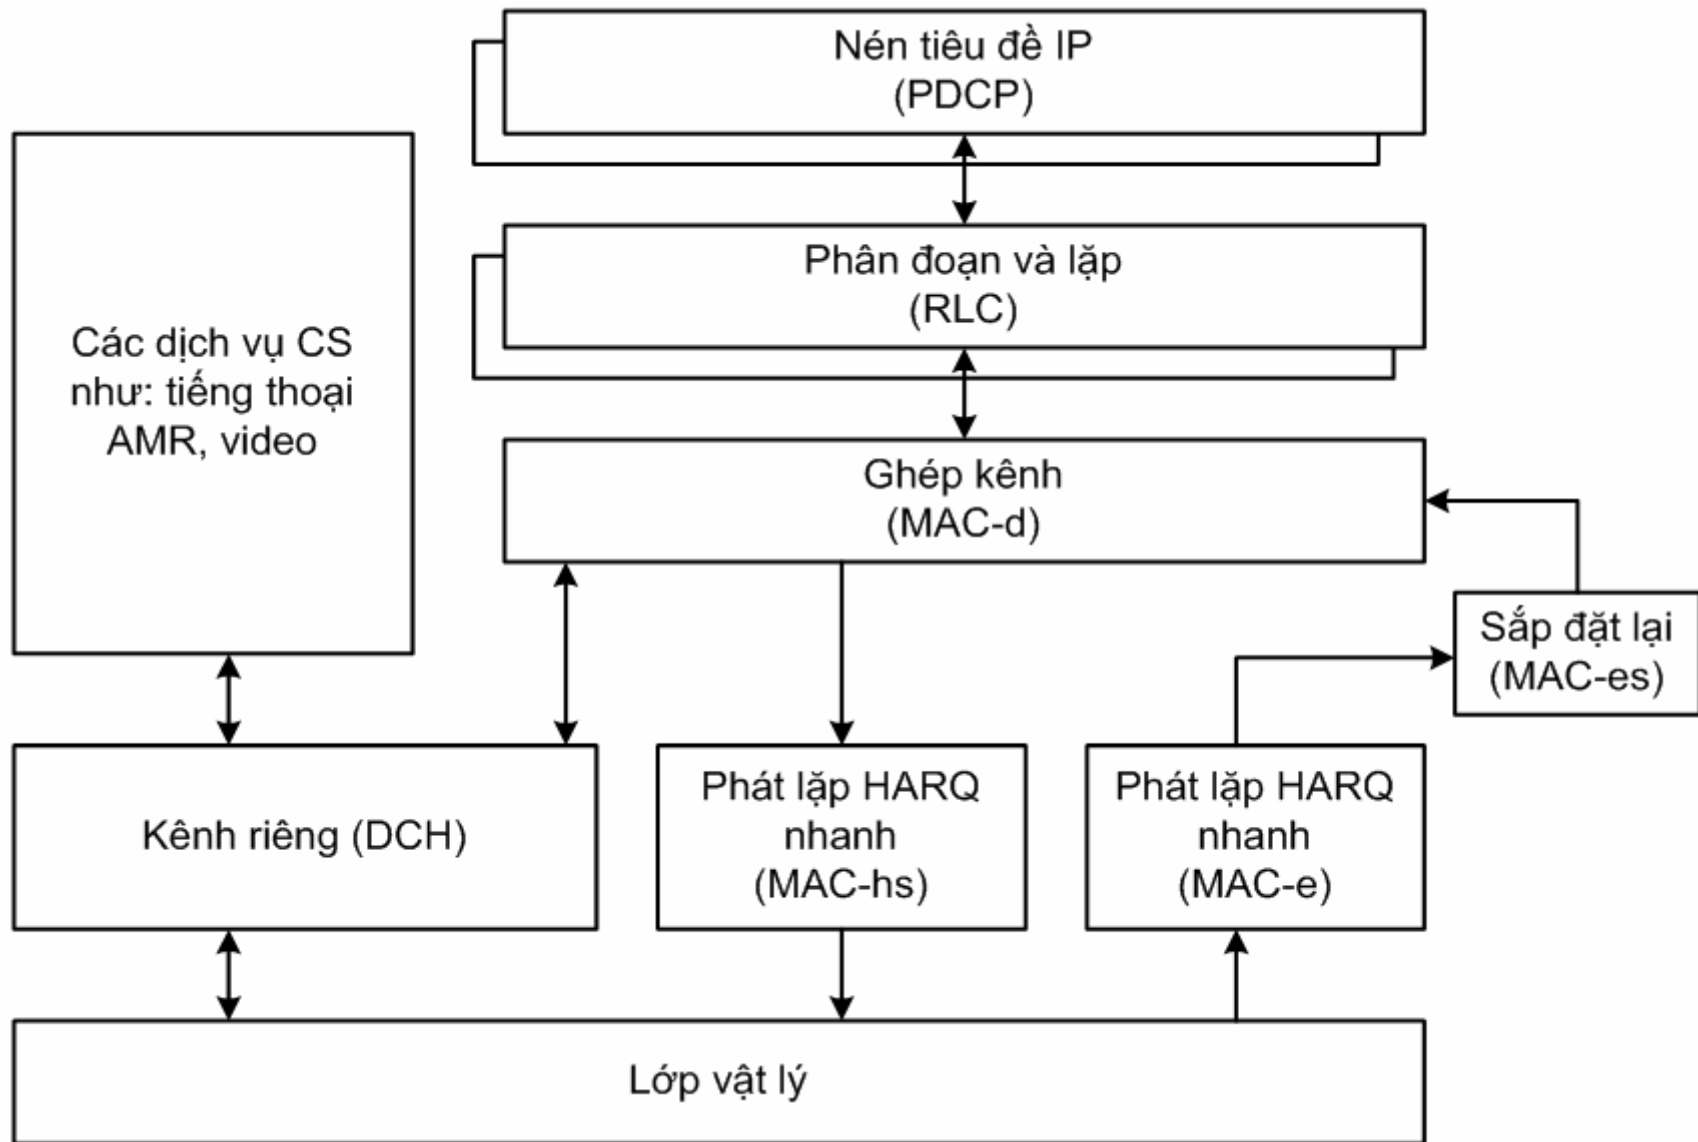 Nén tiêu đề IP
(PDCP)
Phân đoạn và lặp
(RLC)
Các dịch vụ CS
như: tiếng thoại
AMR, video
Ghép kênh
(MAC-d)
Sắp đặt lại
(MAC-es)
Kênh riêng (DCH)
Phát lặp HARQ
nhanh
(MAC-hs)
Phát lặp HARQ
nhanh
(MAC-e)
Lớp vật lý